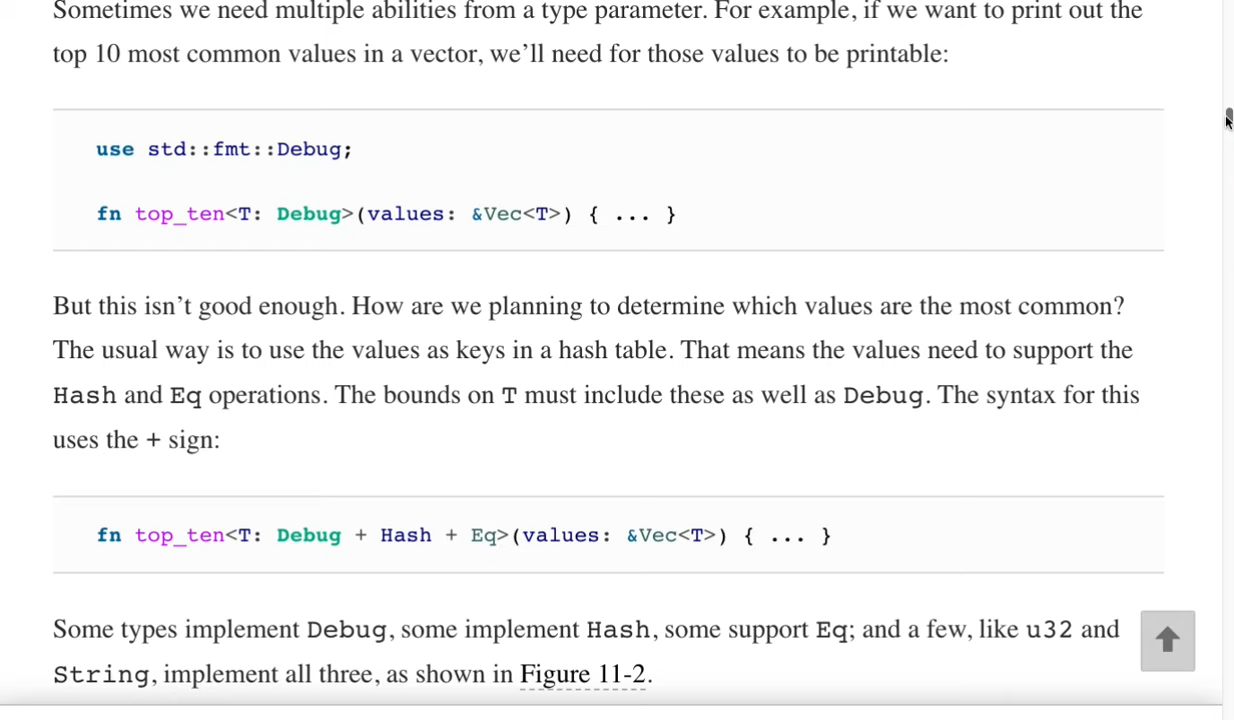 Sometimes we need multiple abilities from a type parameter. For example, if we want to print out the
top 10 most common values in a vector, we’ll need for those values to be printable:
use std::fmt::Debug;
fn top_ten<T: Debug>(values: &Vec<T>) { ... }
But this isn’t good enough. How are we planning to determine which values are the most common?
The usual way is to use the values as keys in a hash table. That means the values need to support the
Hash and Eq operations. The bounds on T must include these as well as Debug. The syntax for this
uses the + sign:
fn top_ten<T: Debug + Hash + Eq>(values: &Vec<T>) { ... }
Some types implement Debug, some implement Hash, some support Eq; and a few, like u32 and
String, implement all three, as shown in Figure 11-2.